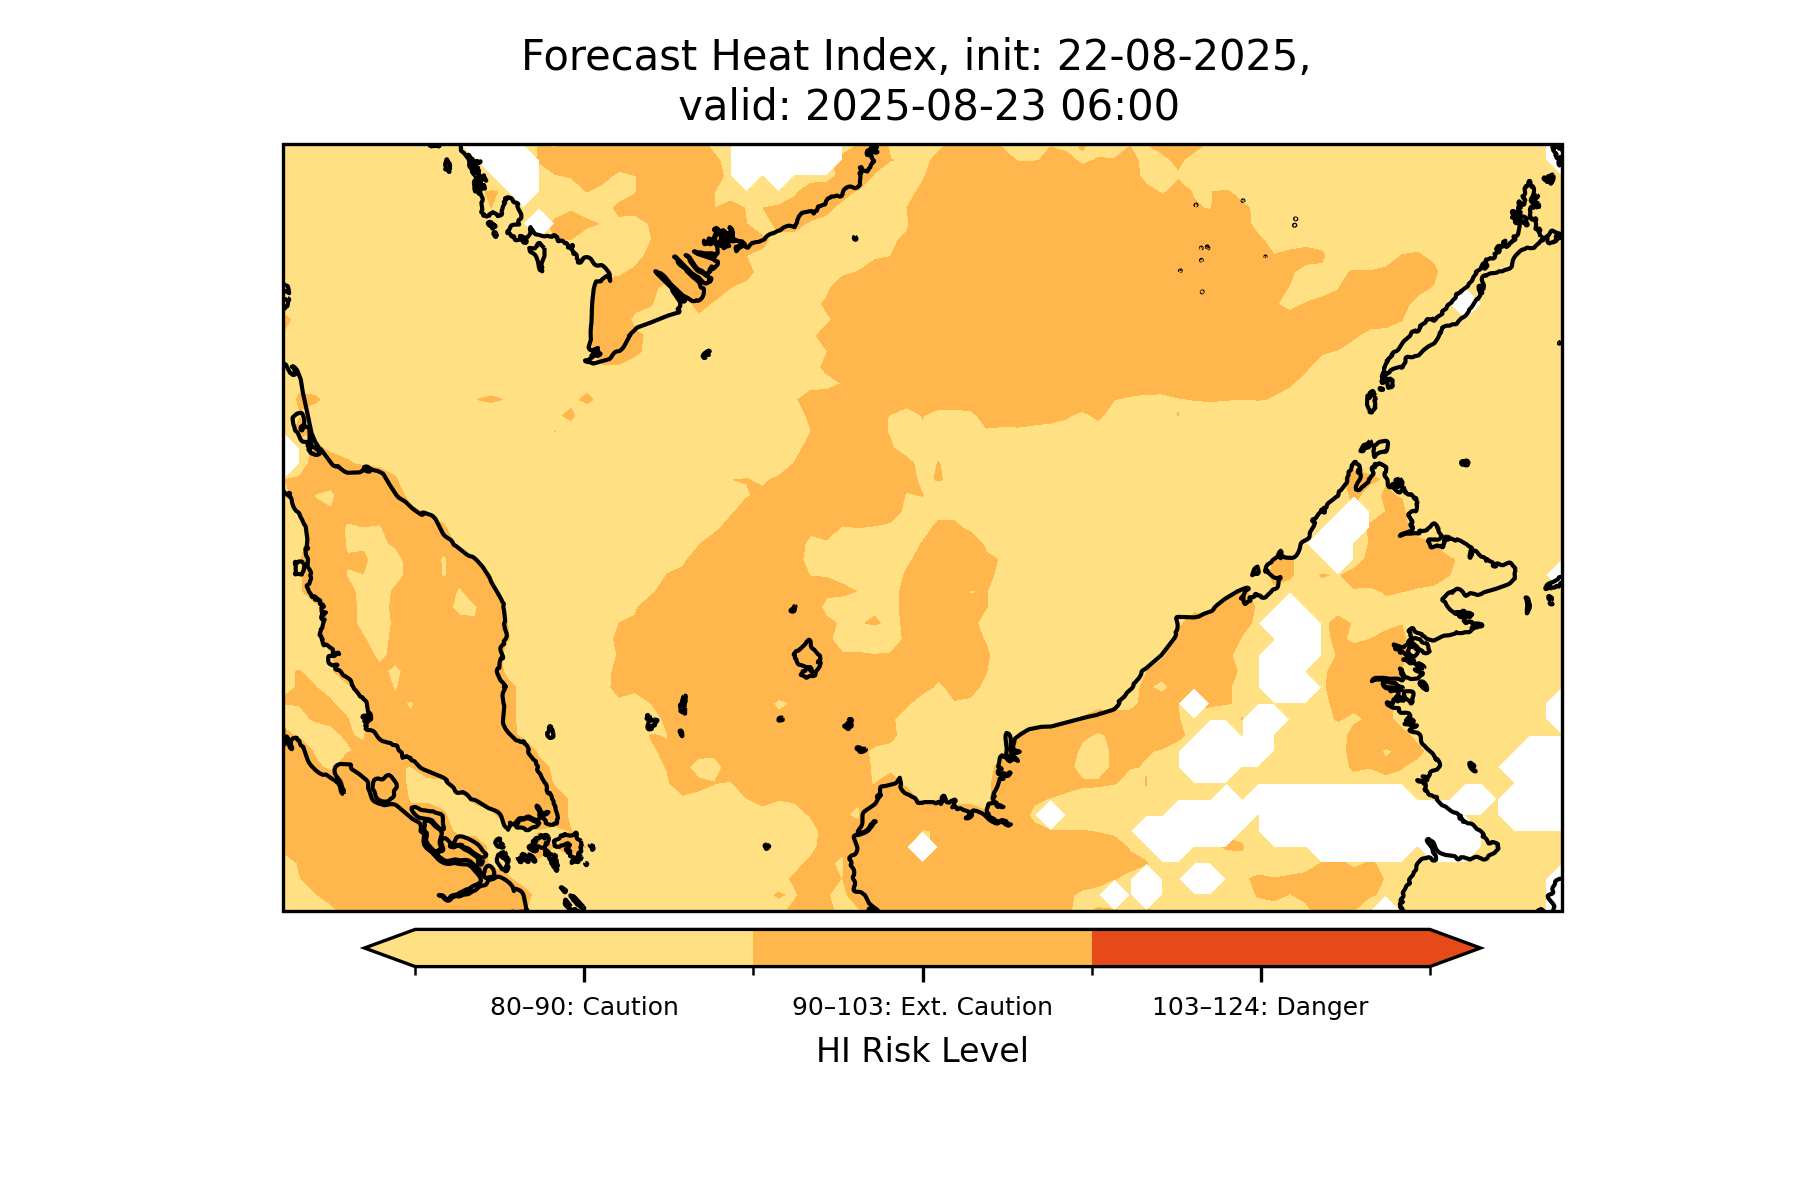 Forecast Heat Index, init: 22-08-2025,
valid: 2025-08-23 06:00
80–90: Caution
90–103: Ext. Caution
103–124: Danger
HI Risk Level